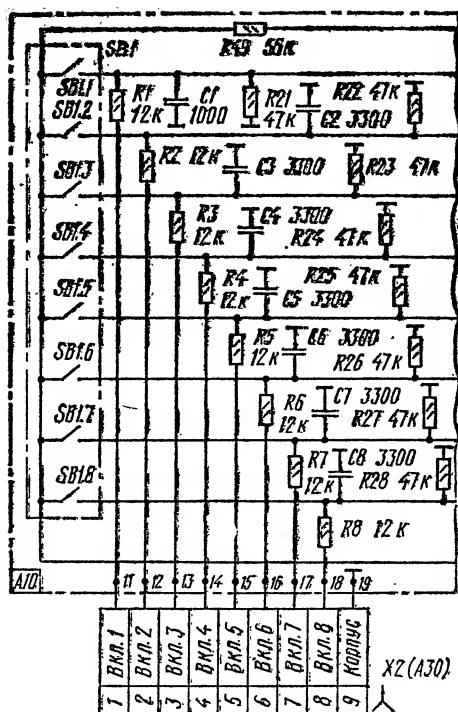 R49 56к
SB1
SB1.1
R1 12к
C1 1000
R21 47к
R22 47к
SB1.2
C2 3300
R2 12к
C3 3300
R23 47к
SB1.3
R3 12к
C4 3300
R24 47к
SB1.4
R4 12к
C5 3300
R25 47к
SB1.5
R5 12к
C6 3300
R26 47к
SB1.6
R6 12к
C7 3300
R27 47к
SB1.7
R7 12к
C8 3300
R28 47к
SB1.8
R8 12к
A10
11 12 13 14 15 16 17 18 19
Вкл.1 Вкл.2 Вкл.3 Вкл.4 Вкл.5 Вкл.6 Вкл.7 Вкл.8 Корпус
1 2 3 4 5 6 7 8 9
X2(A30)